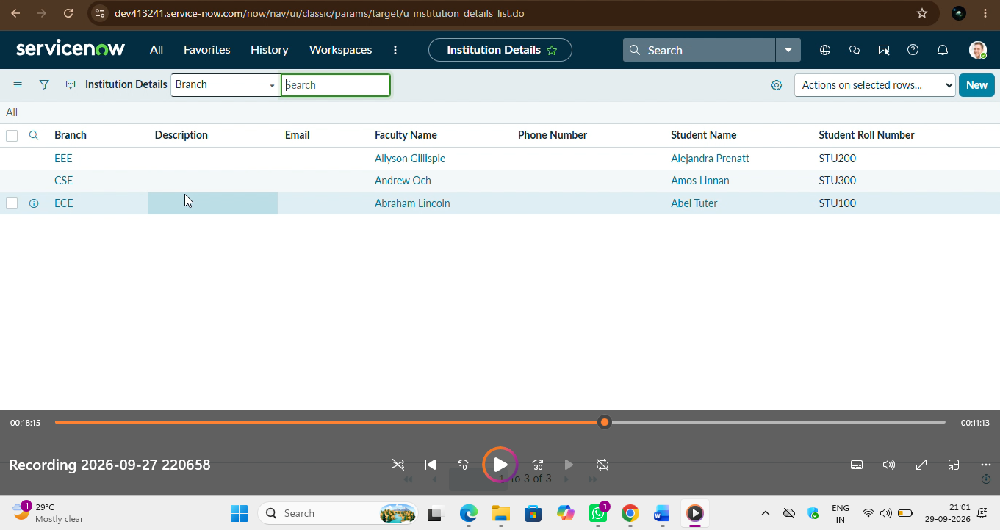 dev413241.service-now.com/now/nav/ui/classic/params/target/u_institution_details_list.do
servicenow All Favorites History Workspaces Institution Details Search
Institution Details Branch Search Actions on selected rows... New
All
Branch Description Email Faculty Name Phone Number Student Name Student Roll Number
EEE Allyson Gillispie Alejandra Prenatt STU200
CSE Andrew Och Amos Linnan STU300
ECE Abraham Lincoln Abel Tuter STU100
00:18:15 00:11:13
Recording 2026-09-27 220658 10 30
1 to 3 of 3
1 29°C
Mostly clear
Search
1
ENG
IN
21:01
29-09-2026